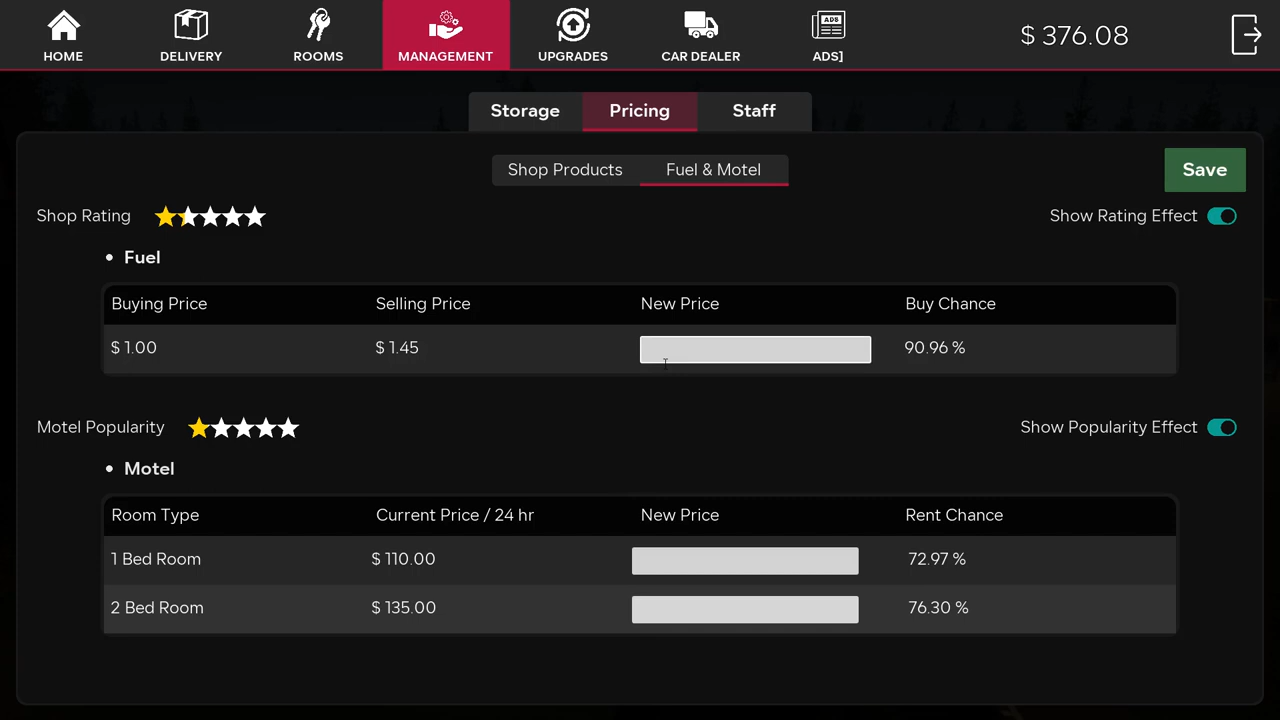 HOME DELIVERY ROOMS MANAGEMENT UPGRADES CAR DEALER ADS] $ 376.08
ADS
Storage Pricing Staff
Shop Products Fuel & Motel Save
Shop Rating Show Rating Effect
• Fuel
Buying Price Selling Price New Price Buy Chance
$ 1.00 $ 1.45 90.96 %
Motel Popularity Show Popularity Effect
• Motel
Room Type Current Price / 24 hr New Price Rent Chance
1 Bed Room $ 110.00 72.97 %
2 Bed Room $ 135.00 76.30 %